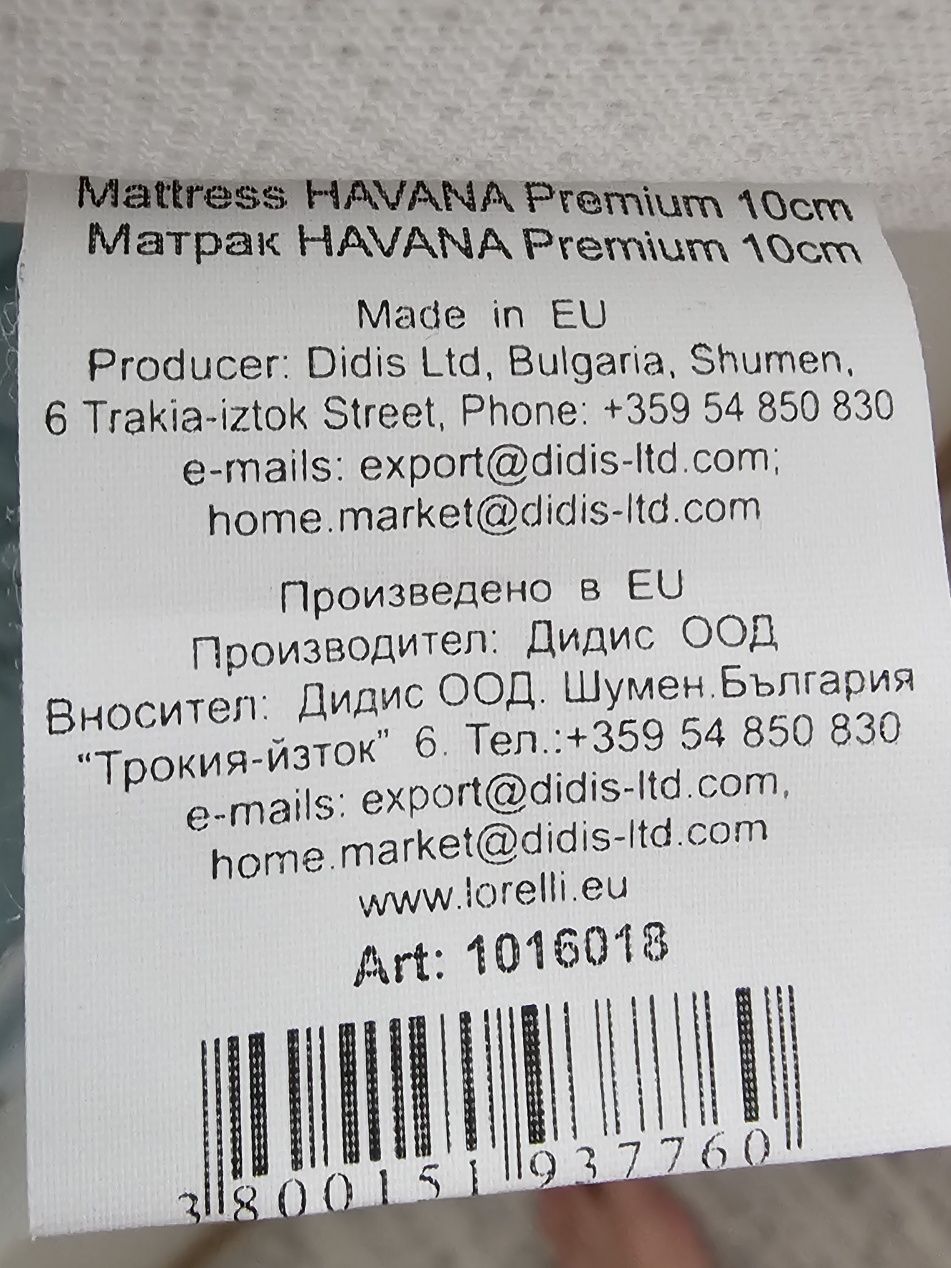 Mattress HAVANA Premium 10cm
Матрак HAVANA Premium 10cm
Made in EU
Producer: Didis Ltd, Bulgaria, Shumen,
6 Trakia-iztok Street, Phone: +359 54 850 830
e-mails: export@didis-ltd.com;
home.market@didis-ltd.com
Произведено в EU
Производител: Дидис ООД
Вносител: Дидис ООД. Шумен.България
“Трокия-йзток” 6. Тел.:+359 54 850 830
e-mails: export@didis-ltd.com,
home.market@didis-ltd.com
www.lorelli.eu
Art: 1016018
3 800151 937760